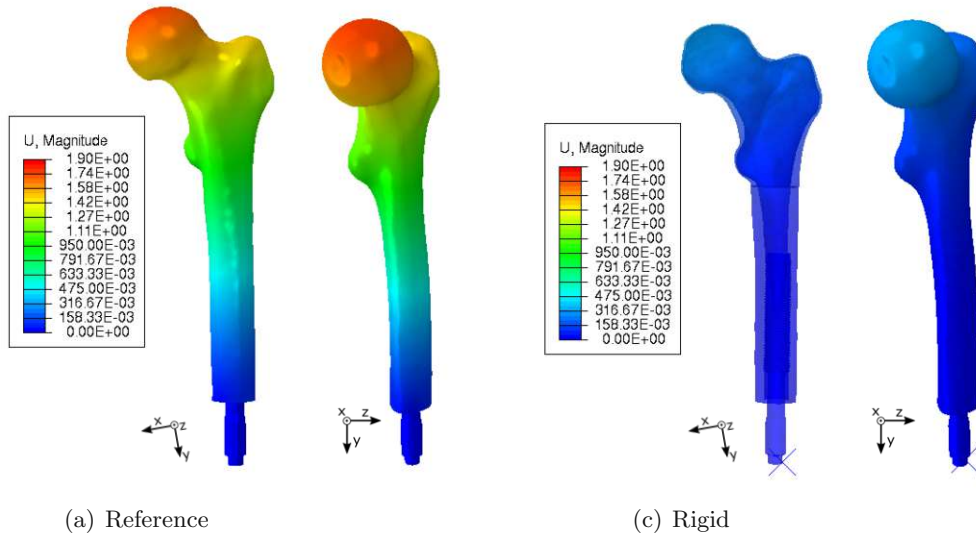 U, Magnitude
1.90E+00
1.74E+00
1.58E+00
1.42E+00
1.27E+00
1.11E+00
950.00E-03
791.67E-03
633.33E-03
475.00E-03
316.67E-03
158.33E-03
0.00E+00
x z
y
x z
y
(a) Reference
U, Magnitude
1.90E+00
1.74E+00
1.58E+00
1.42E+00
1.27E+00
1.11E+00
950.00E-03
791.67E-03
633.33E-03
475.00E-03
316.67E-03
158.33E-03
0.00E+00
x z
y
x z
y
(c) Rigid